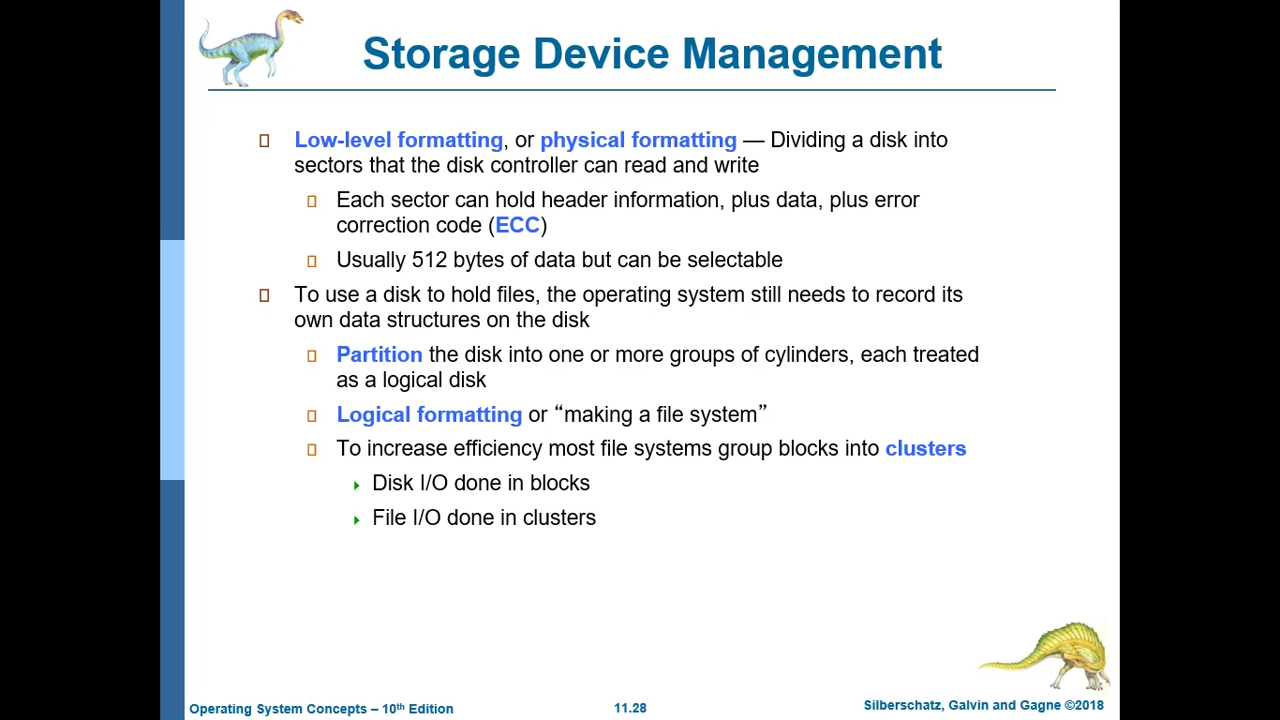 Storage Device Management
Low-level formatting, or physical formatting — Dividing a disk into
sectors that the disk controller can read and write
Each sector can hold header information, plus data, plus error
correction code (ECC)
Usually 512 bytes of data but can be selectable
To use a disk to hold files, the operating system still needs to record its
own data structures on the disk
Partition the disk into one or more groups of cylinders, each treated
as a logical disk
Logical formatting or “making a file system”
To increase efficiency most file systems group blocks into clusters
Disk I/O done in blocks
File I/O done in clusters
Operating System Concepts – 10th Edition
11.28
Silberschatz, Galvin and Gagne ©2018